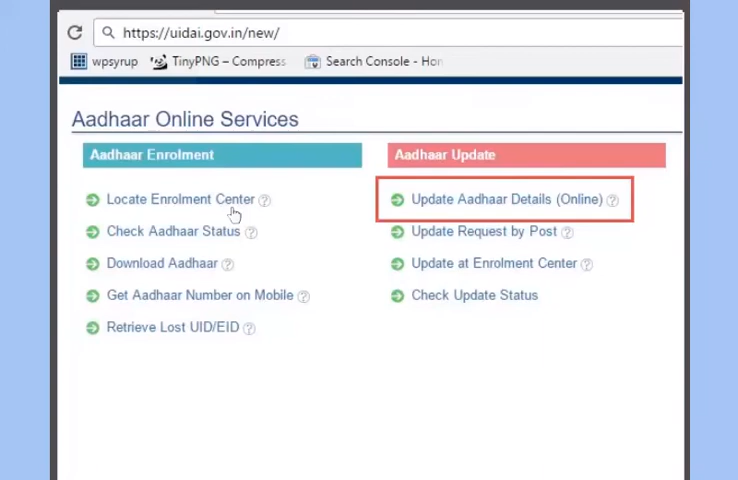 https://uidai.gov.in/new/
wpsyrup TinyPNG – Compress Search Console - Hon
Aadhaar Online Services
Aadhaar Enrolment
Locate Enrolment Center ?
Check Aadhaar Status ?
Download Aadhaar ?
Get Aadhaar Number on Mobile ?
Retrieve Lost UID/EID ?
Aadhaar Update
Update Aadhaar Details (Online) ?
Update Request by Post ?
Update at Enrolment Center ?
Check Update Status